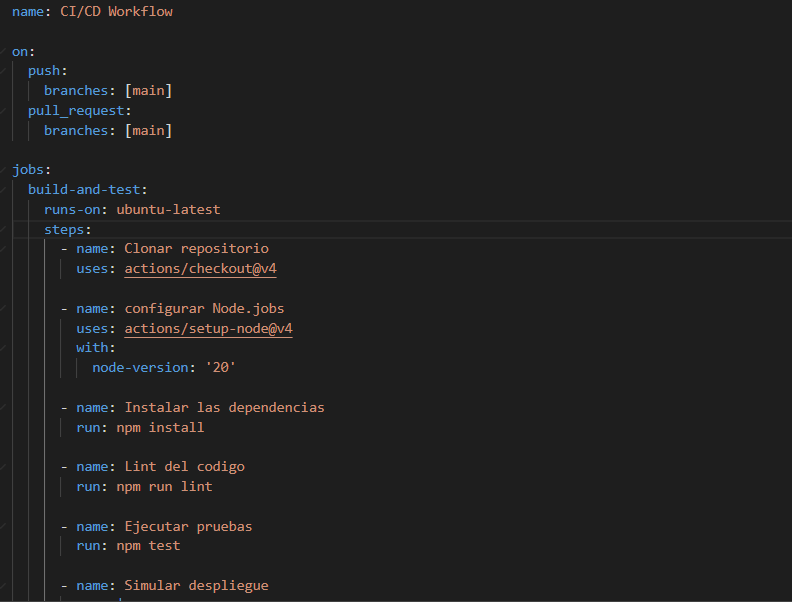 name: CI/CD Workflow
on:
push:
branches: [main]
pull_request:
branches: [main]
jobs:
build-and-test:
runs-on: ubuntu-latest
steps:
- name: Clonar repositorio
uses: actions/checkout@v4
- name: configurar Node.jobs
uses: actions/setup-node@v4
with:
node-version: '20'
- name: Instalar las dependencias
run: npm install
- name: Lint del codigo
run: npm run lint
- name: Ejecutar pruebas
run: npm test
- name: Simular despliegue